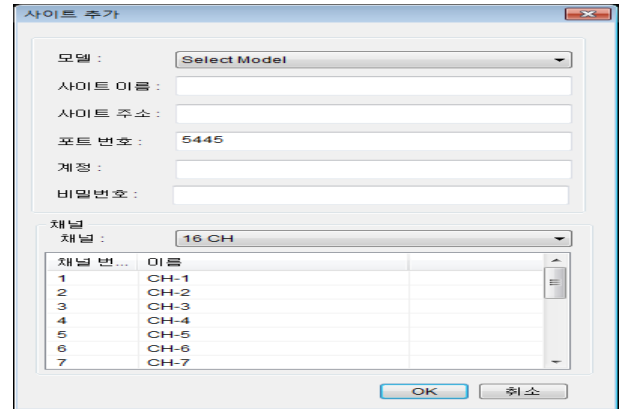 사이트 추가
모델 : Select Model
사이트 이름 :
사이트 주소 :
포트 번호 : 5445
계정 :
비밀번호 :
채널
채널 : 16 CH
채널 번... 이름
1 CH-1
2 CH-2
3 CH-3
4 CH-4
5 CH-5
6 CH-6
7 CH-7
OK 취소